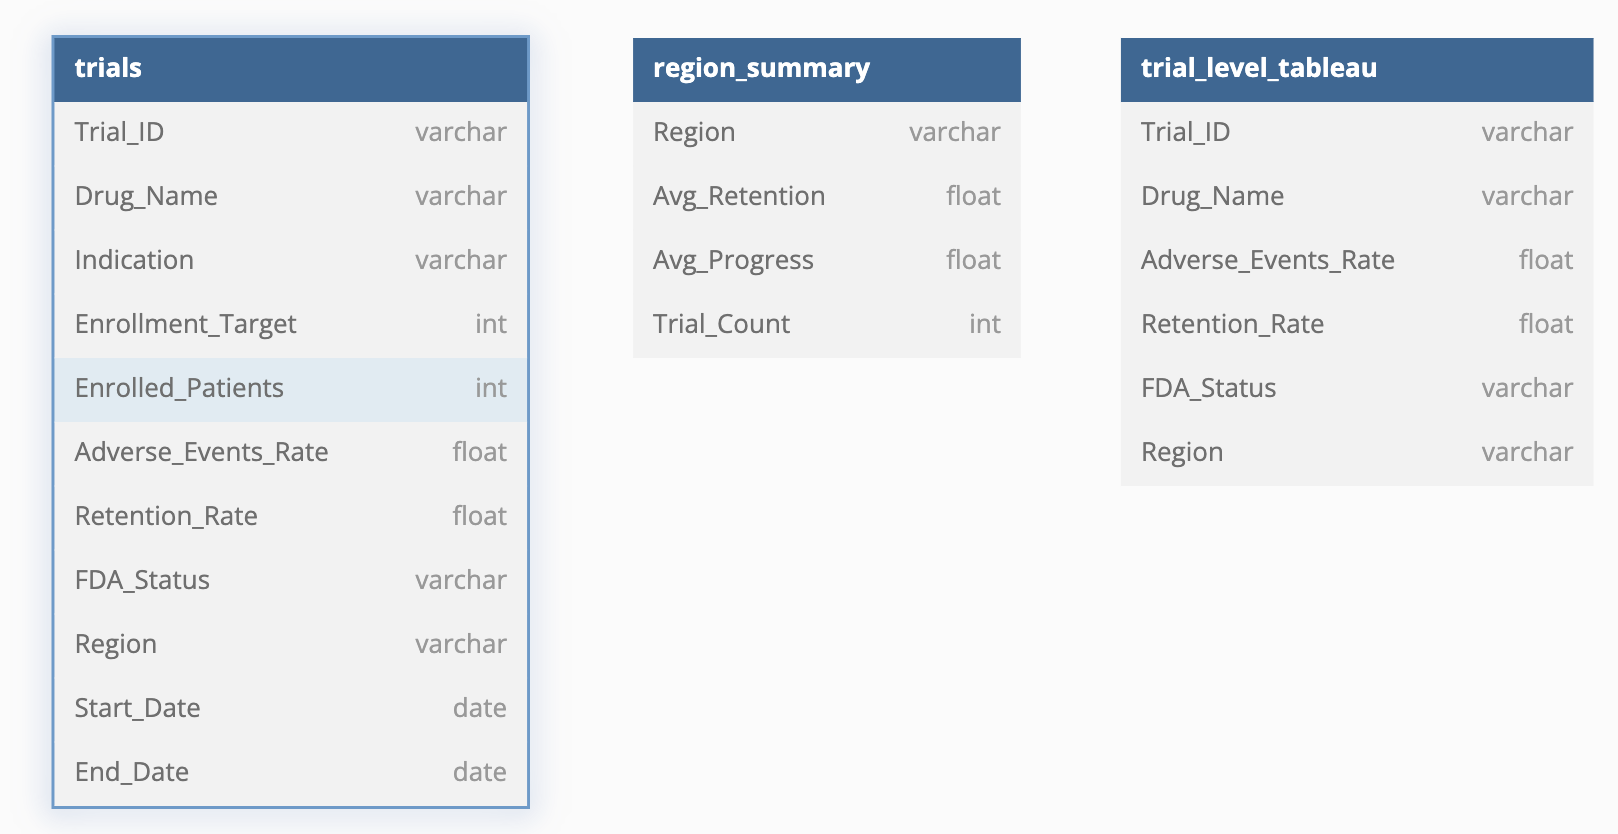 trials
Trial_ID varchar
Drug_Name varchar
Indication varchar
Enrollment_Target int
Enrolled_Patients int
Adverse_Events_Rate float
Retention_Rate float
FDA_Status varchar
Region varchar
Start_Date date
End_Date date
region_summary
Region varchar
Avg_Retention float
Avg_Progress float
Trial_Count int
trial_level_tableau
Trial_ID varchar
Drug_Name varchar
Adverse_Events_Rate float
Retention_Rate float
FDA_Status varchar
Region varchar